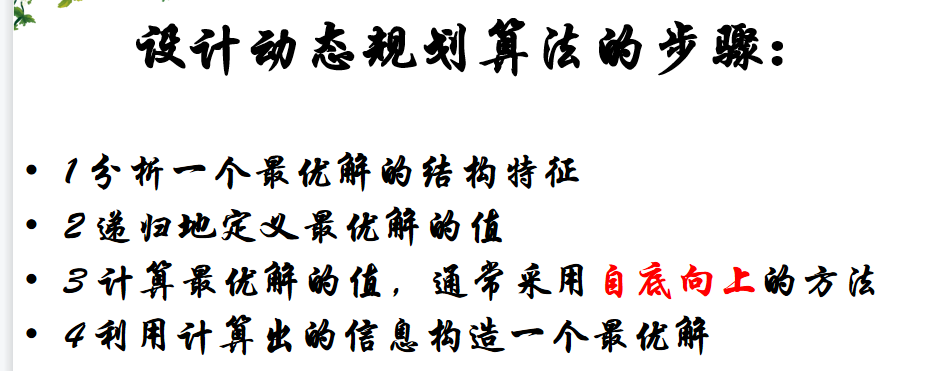 设计动态规划算法的步骤：
• 1分析一个最优解的结构特征
• 2递归地定义最优解的值
• 3计算最优解的值，通常采用自底向上的方法
• 4利用计算出的信息构造一个最优解